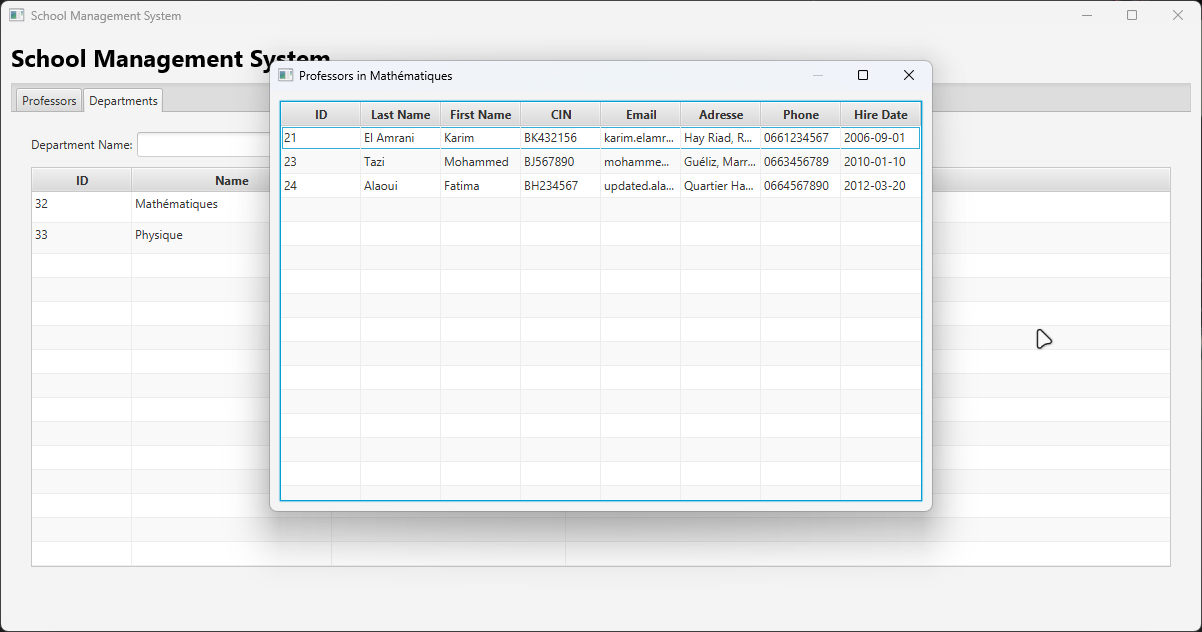 School Management System
School Management System
Professors Departments
Department Name:
ID Name
32 Mathématiques
33 Physique
Professors in Mathématiques
ID Last Name First Name CIN Email Adresse Phone Hire Date
21 El Amrani Karim BK432156 karim.elamr... Hay Riad, R... 0661234567 2006-09-01
23 Tazi Mohammed BJ567890 mohamme... Guéliz, Marr... 0663456789 2010-01-10
24 Alaoui Fatima BH234567 updated.ala... Quartier Ha... 0664567890 2012-03-20